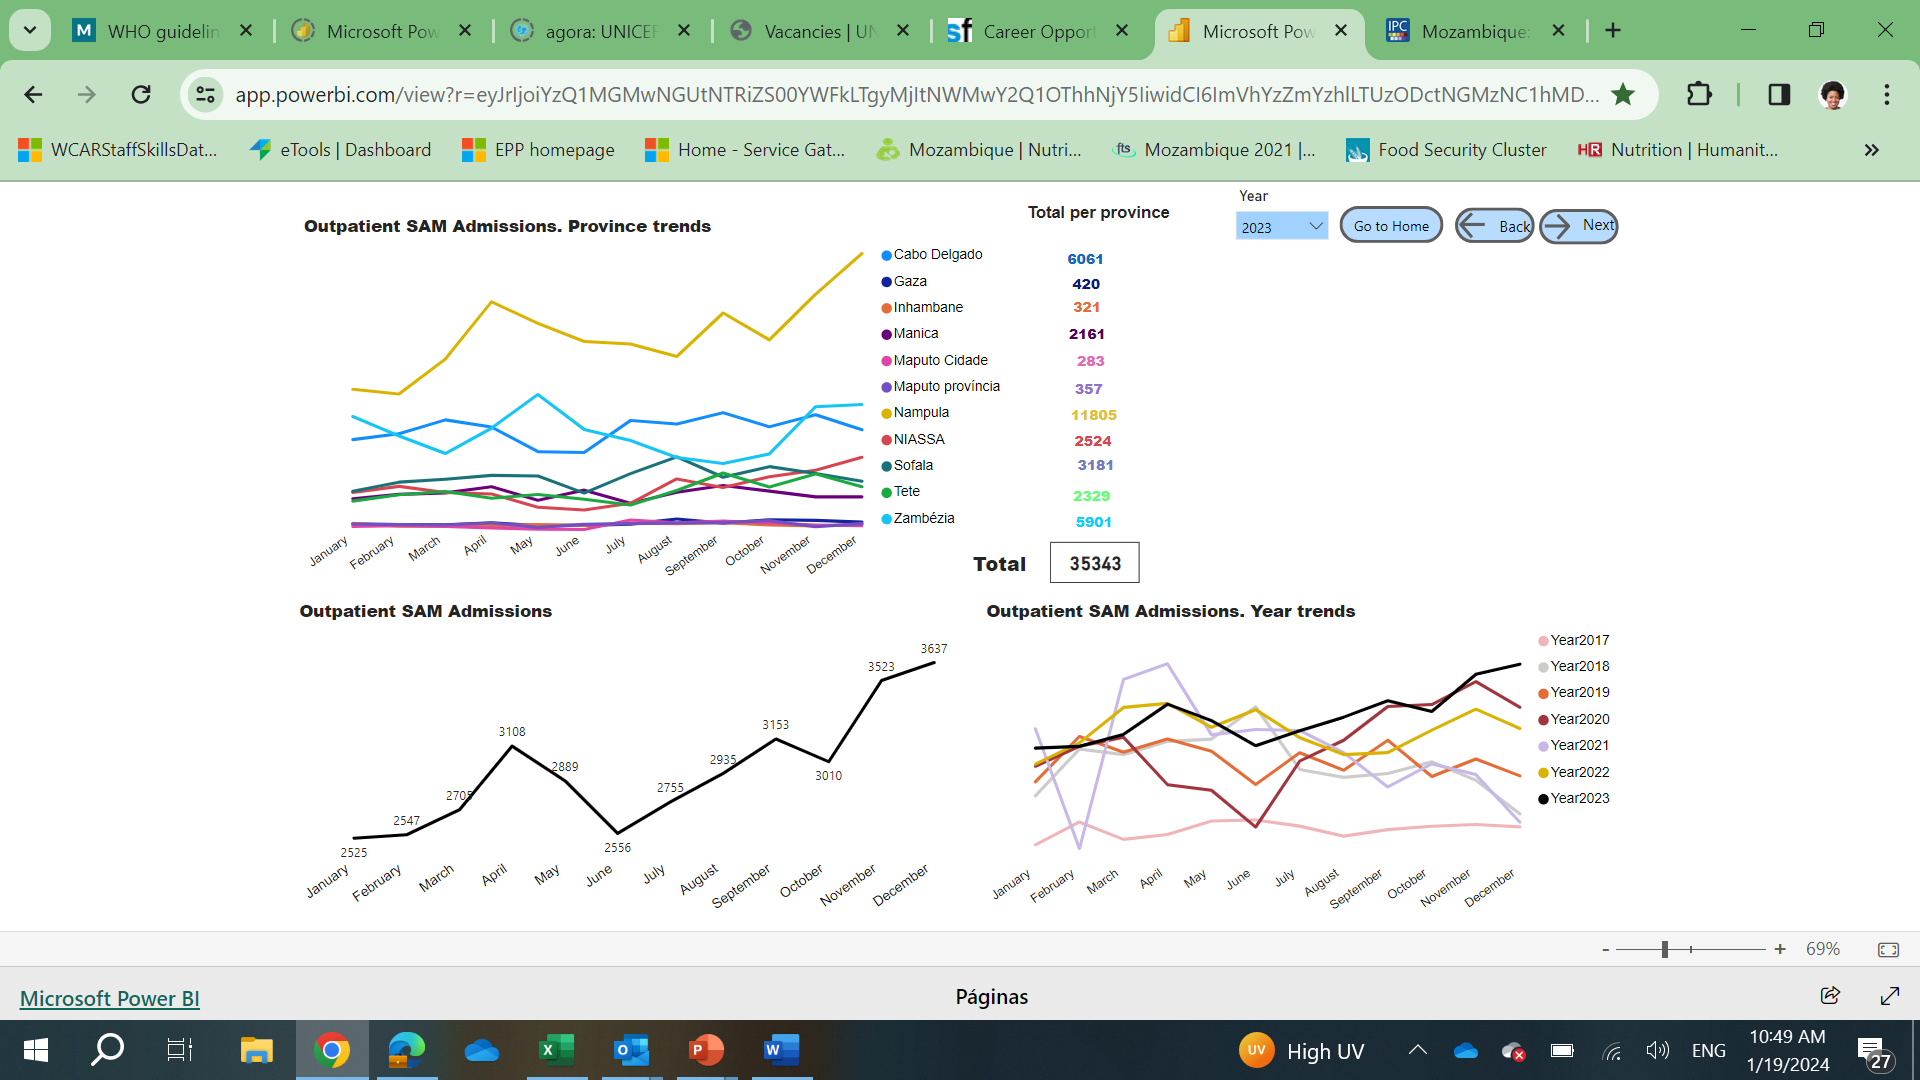 WHO guidelin
Microsoft Pow
agora: UNICEF
Vacancies | UN
Career Opport
Microsoft Pow
Mozambique:
app.powerbi.com/view?r=eyJrIjoiYzQ1MGMwNGUtNTRiZS00YWFkLTgyMjItNWMwY2Q1OThhNjY5IiwidCI6ImVhYzZmYzhlLTUzODctNGMzNC1hMD...
WCARStaffSkillsDat...
eTools | Dashboard
EPP homepage
Home - Service Gat...
Mozambique | Nutri...
fts
Mozambique 2021 |...
Food Security Cluster
HR
Nutrition | Humanit...
Outpatient SAM Admissions. Province trends
Total per province
Year
2023
Go to Home
Back
Next
Cabo Delgado 6061
Gaza 420
Inhambane 321
Manica 2161
Maputo Cidade 283
Maputo província 357
Nampula 11805
NIASSA 2524
Sofala 3181
Tete 2329
Zambézia 5901
January February March April May June July August September October November December
Total 35343
Outpatient SAM Admissions
2525 2547 2705 3108 2889 2556 2755 2935 3153 3010 3523 3637
January February March April May June July August September October November December
Outpatient SAM Admissions. Year trends
Year2017
Year2018
Year2019
Year2020
Year2021
Year2022
Year2023
January February March April May June July August September October November December
- + 69%
Microsoft Power BI
Páginas
UV
High UV
ENG
10:49 AM
1/19/2024
27